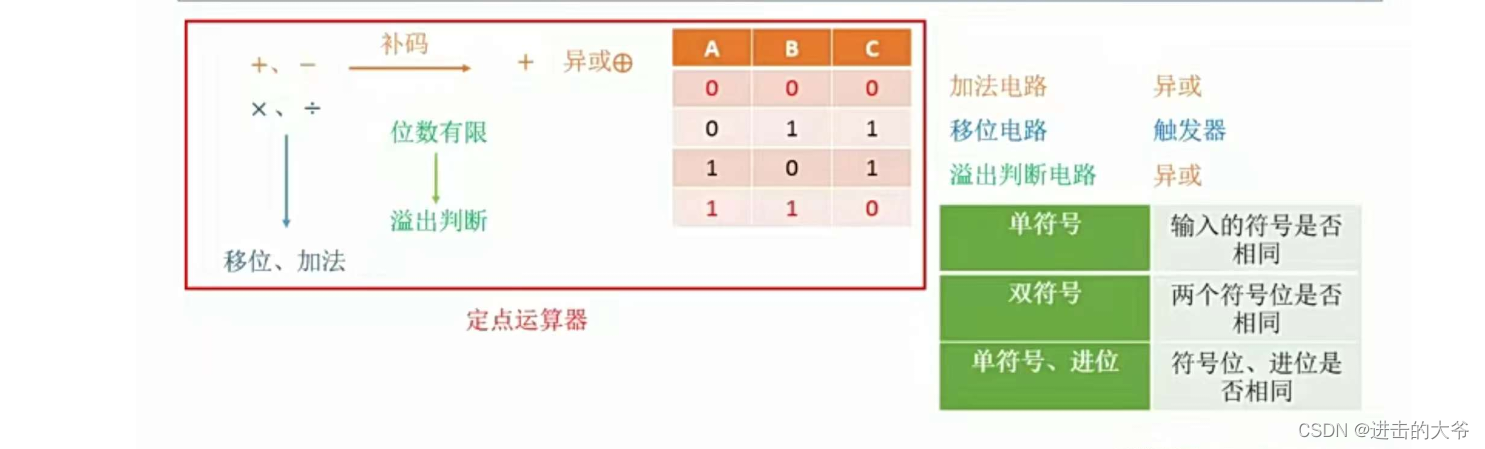 +、- 补码 + 异或⊕
×、÷
位数有限
溢出判断
移位、加法
A B C
0 0 0
0 1 1
1 0 1
1 1 0
定点运算器
加法电路 异或
移位电路 触发器
溢出判断电路 异或
单符号 输入的符号是否
相同
双符号 两个符号位是否
相同
单符号、进位 符号位、进位是
否相同
CSDN @进击的大爷